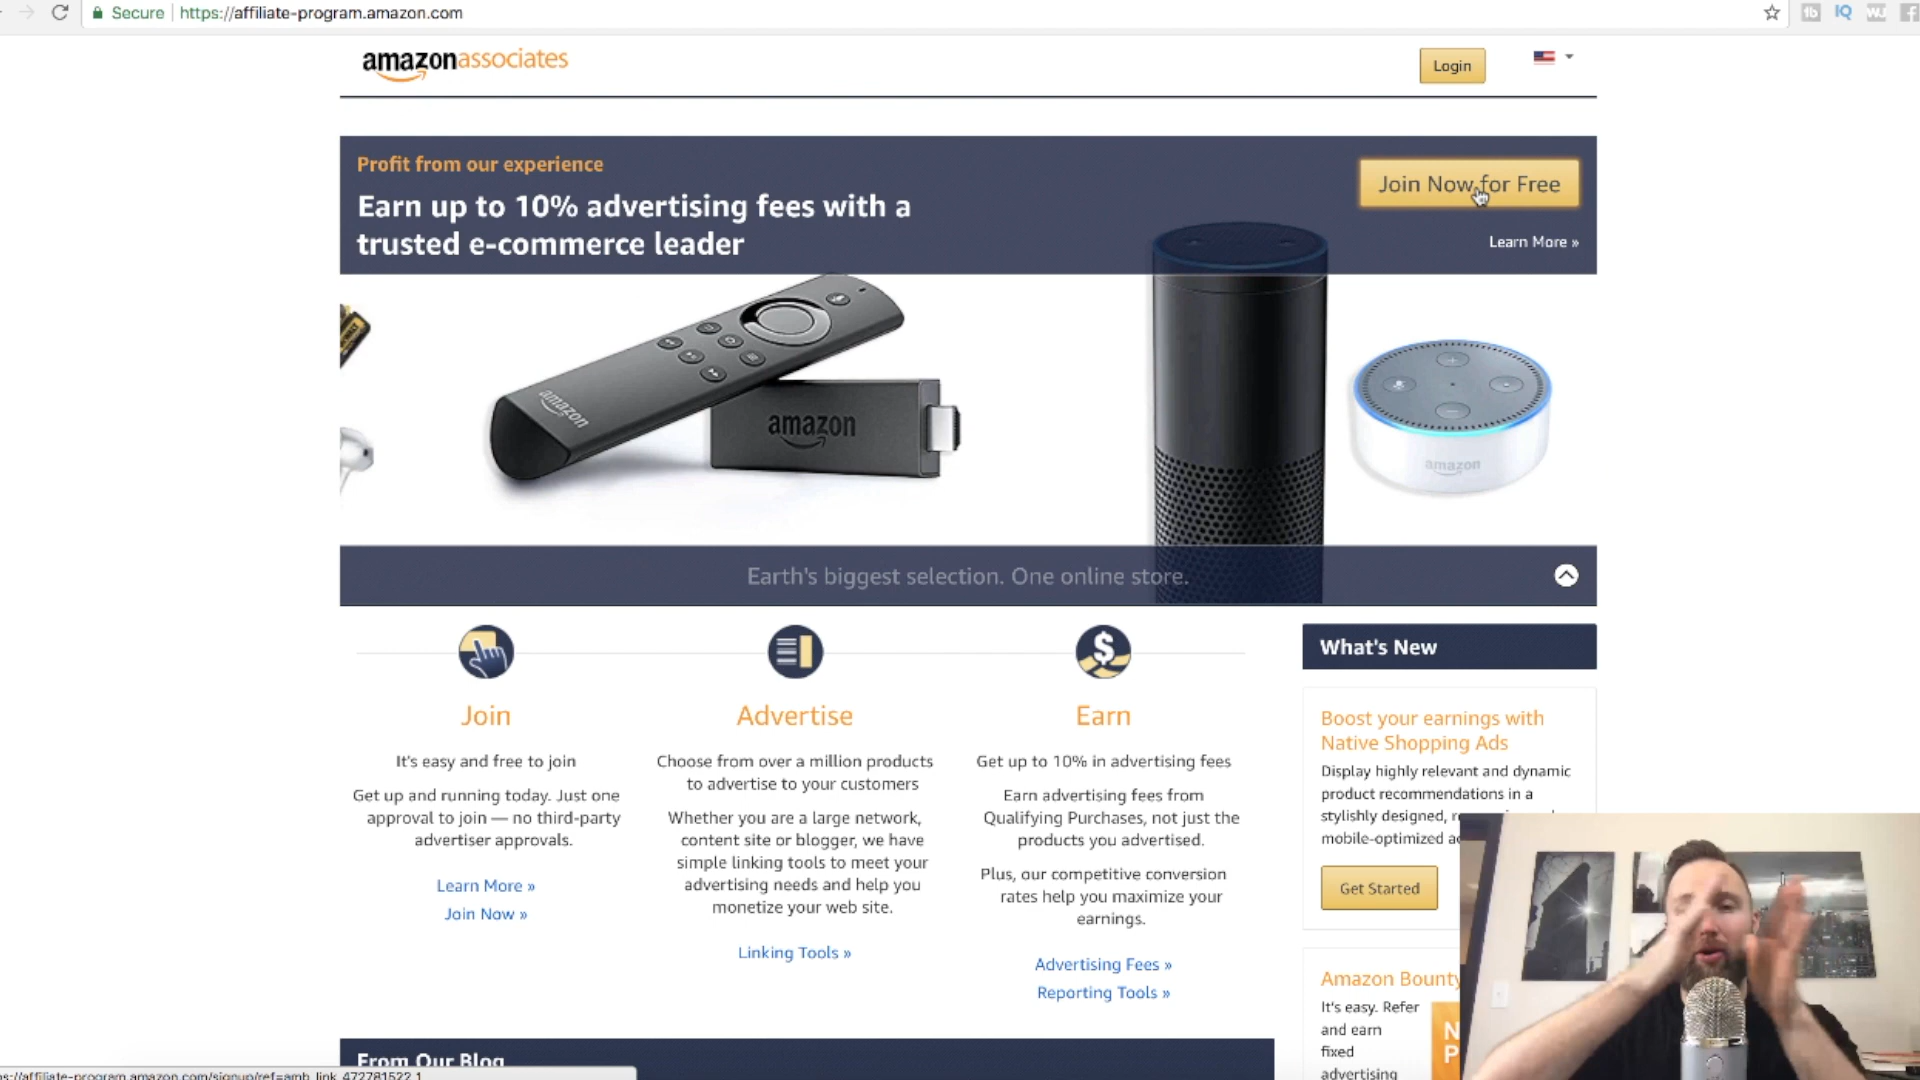 Secure | https://affiliate-program.amazon.com
amazonassociates
Login
Profit from our experience
Earn up to 10% advertising fees with a
trusted e-commerce leader
Join Now for Free
Learn More »
amazon
amazon
amazon
Earth's biggest selection. One online store.
Join
It's easy and free to join
Get up and running today. Just one
approval to join — no third-party
advertiser approvals.
Learn More »
Join Now »
Advertise
Choose from over a million products
to advertise to your customers
Whether you are a large network,
content site or blogger, we have
simple linking tools to meet your
advertising needs and help you
monetize your web site.
Linking Tools »
Earn
Get up to 10% in advertising fees
Earn advertising fees from
Qualifying Purchases, not just the
products you advertised.
Plus, our competitive conversion
rates help you maximize your
earnings.
Advertising Fees »
Reporting Tools »
What's New
Boost your earnings with
Native Shopping Ads
Display highly relevant and dynamic
product recommendations in a
stylishly designed,
mobile-optimized
Get Started
Amazon Bounty
It's easy. Refer
and earn
fixed
advertising
From Our Blog
s://affiliate-program.amazon.com/signup/ref=amb_link_472781522_1